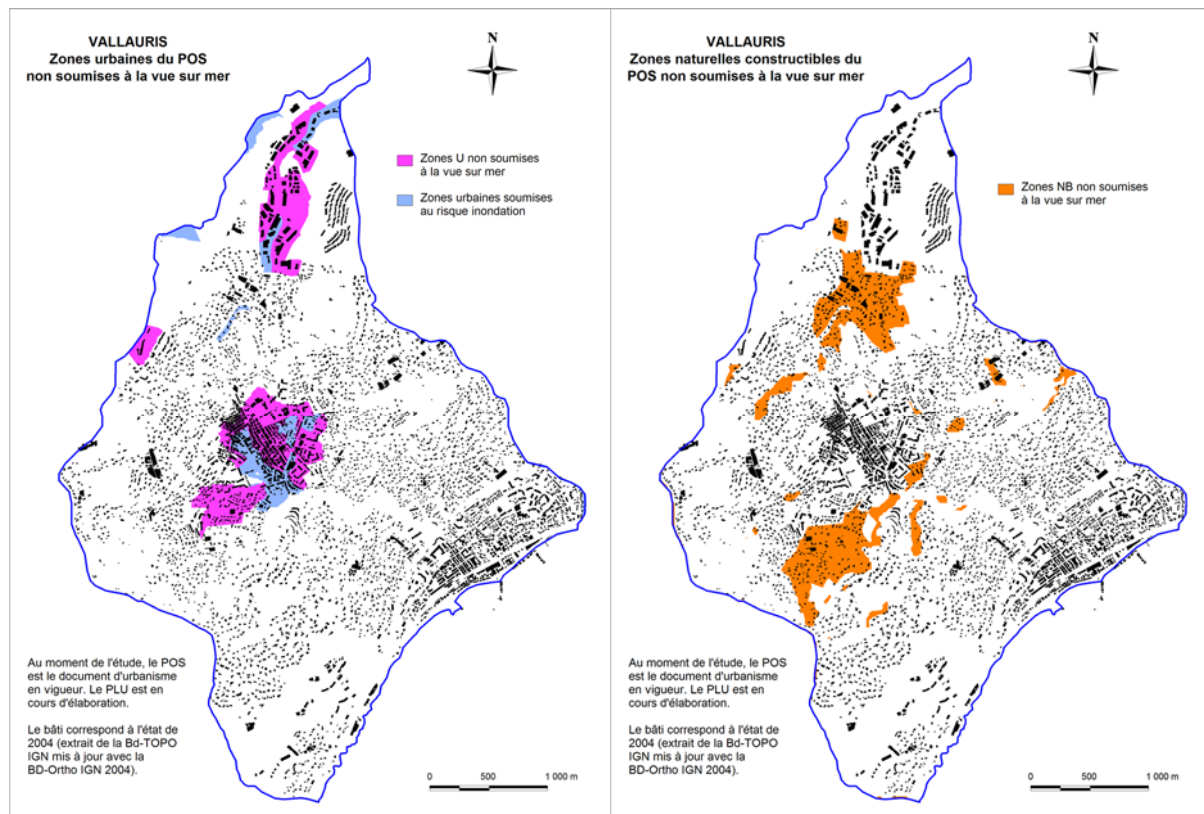 VALLAURIS
Zones urbaines du POS
non soumises à la vue sur mer
N
Zones U non soumises
à la vue sur mer
Zones urbaines soumises
au risque inondation
Au moment de l'étude, le POS
est le document d'urbanisme
en vigueur. Le PLU est en
cours d'élaboration.
Le bâti correspond à l'état de
2004 (extrait de la Bd-TOPO
IGN mis à jour avec la
BD-Ortho IGN 2004).
0 500 1 000 m
VALLAURIS
Zones naturelles constructibles du
POS non soumises à la vue sur mer
N
Zones NB non soumises
à la vue sur mer
Au moment de l'étude, le POS
est le document d'urbanisme
en vigueur. Le PLU est en
cours d'élaboration.
Le bâti correspond à l'état de
2004 (extrait de la Bd-TOPO
IGN mis à jour avec la
BD-Ortho IGN 2004).
0 500 1 000 m